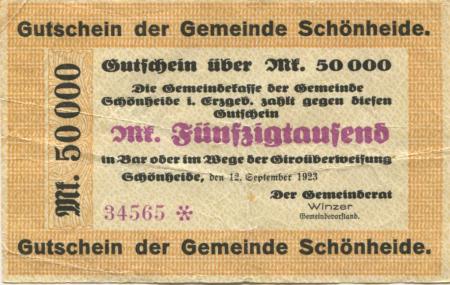 Gutschein der Gemeinde Schönheide.
Mk. 50 000
Gutschein über Mk. 50 000
Die Gemeindekasse der Gemeinde
Schönheide i. Erzgeb. zahlt gegen diesen
Gutschein
Mk. Fünfzigtausend
in Bar oder im Wege der Giroüberweisung
Schönheide, den 12. September 1923
Der Gemeinderat
Winzer
Gemeindevorstand.
34565 *
Gutschein der Gemeinde Schönheide.